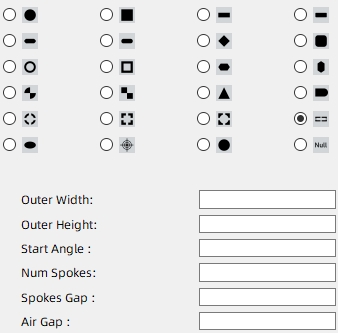 Null
Outer Width:
Outer Height:
Start Angle :
Num Spokes:
Spokes Gap :
Air Gap :